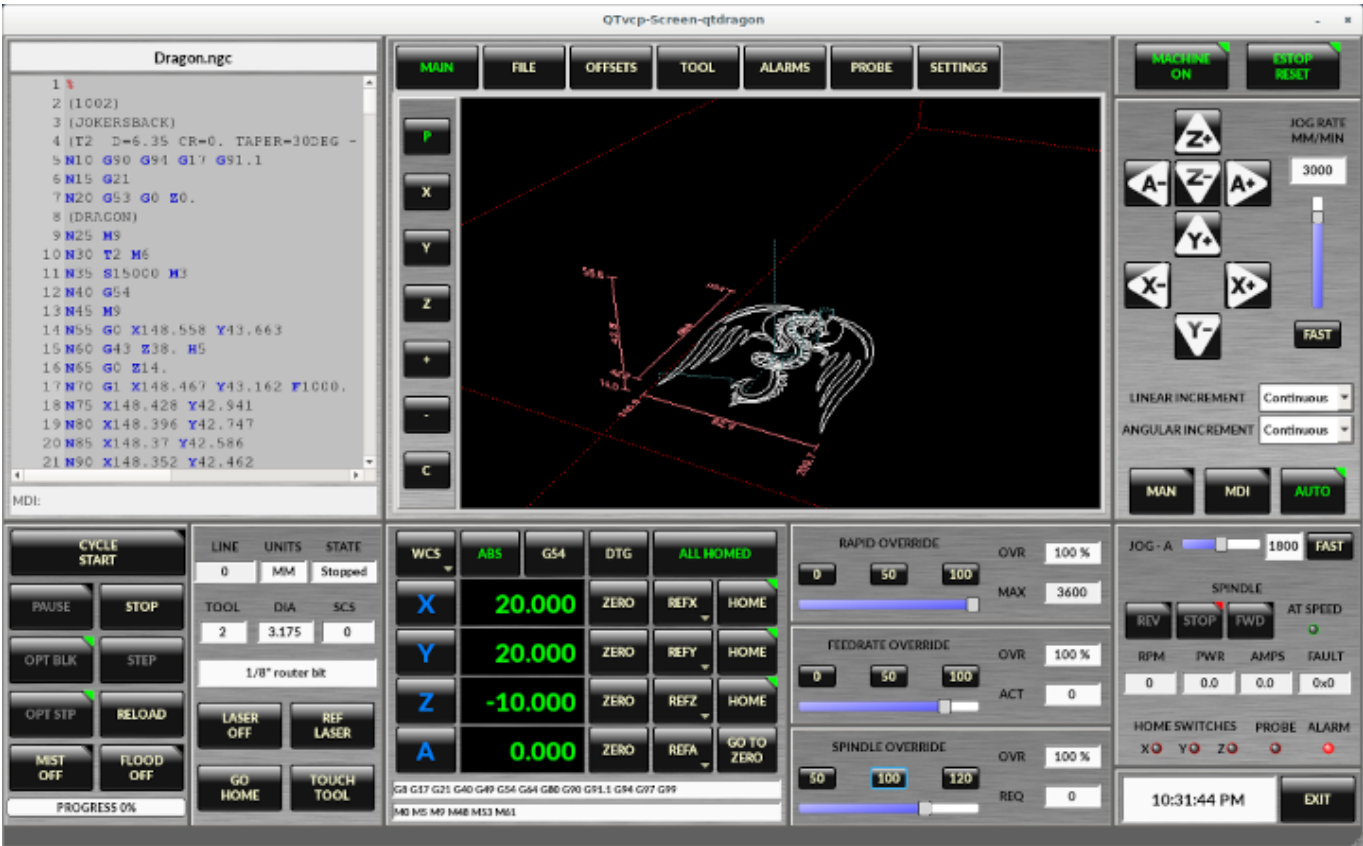 QTvcp-Screen-qtdragon
Dragon.ngc
1 %
2 (1002)
3 (JOKERSBACK)
4 (T2 D=6.35 CR=0. TAPER=30DEG -
5 N10 G90 G94 G17 G91.1
6 N15 G21
7 N20 G53 G0 Z0.
8 (DRAGON)
9 N25 M9
10 N30 T2 M6
11 N35 S15000 M3
12 N40 G54
13 N45 M9
14 N55 G0 X148.558 Y43.663
15 N60 G43 Z38. H5
16 N65 G0 Z14.
17 N70 G1 X148.467 Y43.162 F1000.
18 N75 X148.428 Y42.941
19 N80 X148.396 Y42.747
20 N85 X148.37 Y42.586
21 N90 X148.352 Y42.462
MDI:
MAIN FILE OFFSETS TOOL ALARMS PROBE SETTINGS
P
X
Y
Z
+
-
C
MACHINE
ON
ESTOP
RESET
JOG RATE
MM/MIN
3000
Z+
A- Z- A+
Y+
X- X+
Y-
FAST
LINEAR INCREMENT Continuous
ANGULAR INCREMENT Continuous
MAN MDI AUTO
CYCLE
START
PAUSE STOP
OPT BLK STEP
OPT STP RELOAD
MIST
OFF
FLOOD
OFF
PROGRESS 0%
LINE UNITS STATE
0 MM Stopped
TOOL DIA SCS
2 3.175 0
1/8" router bit
LASER
OFF
REF
LASER
GO
HOME
TOUCH
TOOL
WCS ABS G54 DTG ALL HOMED
X 20.000 ZERO REFX HOME
Y 20.000 ZERO REFY HOME
Z -10.000 ZERO REFZ HOME
A 0.000 ZERO REFA GO TO
ZERO
G8 G17 G21 G40 G49 G54 G64 G80 G90 G91.1 G94 G97 G99
M0 M5 M9 M48 M53 M61
RAPID OVERRIDE
OVR 100 %
0 50 100
MAX 3600
FEEDRATE OVERRIDE
OVR 100 %
0 50 100
ACT 0
SPINDLE OVERRIDE
OVR 100 %
50 100 120
REQ 0
JOG - A 1800 FAST
SPINDLE
REV STOP FWD
AT SPEED
RPM PWR AMPS FAULT
0 0.0 0.0 0x0
HOME SWITCHES PROBE ALARM
X Y Z
10:31:44 PM
EXIT